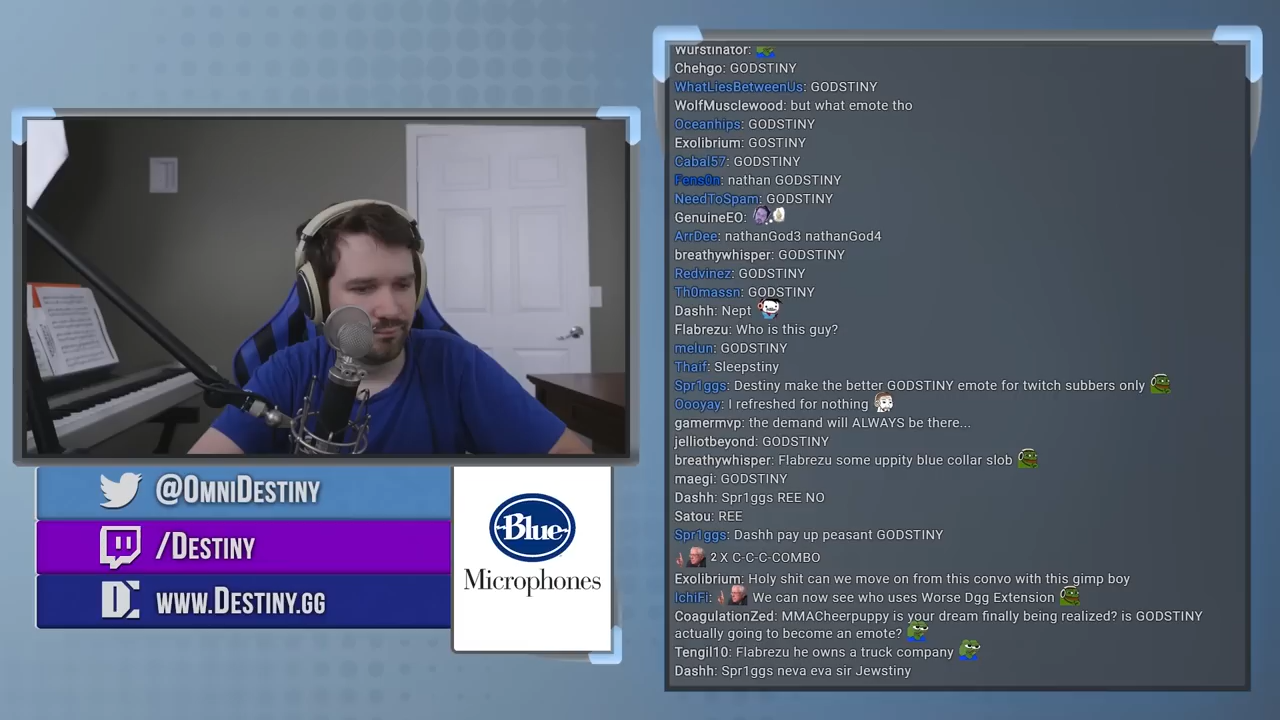 Wurstinator:
Chehgo: GODSTINY
WhatLiesBetweenUs: GODSTINY
WolfMusclewood: but what emote tho
Oceanhips: GODSTINY
Exolibrium: GOSTINY
Cabal57: GODSTINY
Fens0n: nathan GODSTINY
NeedToSpam: GODSTINY
GenuineEO:
ArrDee: nathanGod3 nathanGod4
breathywhisper: GODSTINY
Redvinez: GODSTINY
Th0massn: GODSTINY
Dashh: Nept
Flabrezu: Who is this guy?
melun: GODSTINY
Thaif: Sleepstiny
Spr1ggs: Destiny make the better GODSTINY emote for twitch subbers only
Oooyay: I refreshed for nothing
gamermvp: the demand will ALWAYS be there...
jelliotbeyond: GODSTINY
breathywhisper: Flabrezu some uppity blue collar slob
maegi: GODSTINY
Dashh: Spr1ggs REE NO
Satou: REE
Spr1ggs: Dashh pay up peasant GODSTINY
2 X C-C-C-COMBO
Exolibrium: Holy shit can we move on from this convo with this gimp boy
IchiFi: We can now see who uses Worse Dgg Extension
CoagulationZed: MMACheerpuppy is your dream finally being realized? is GODSTINY
actually going to become an emote?
Tengil10: Flabrezu he owns a truck company
Dashh: Spr1ggs neva eva sir Jewstiny
@OmniDestiny
/Destiny
www.Destiny.gg
Blue
Microphones